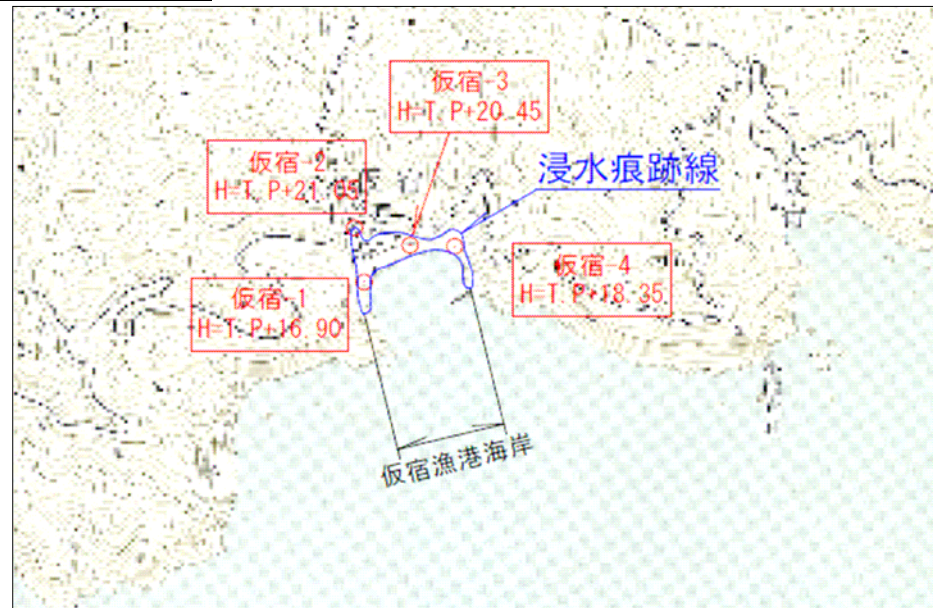 仮宿-3
H=T.P+20.45
浸水痕跡線
仮宿-2
H=T.P+21.05
仮宿-4
H=T.P+18.35
仮宿-1
H=T.P+16.90
仮宿漁港海岸